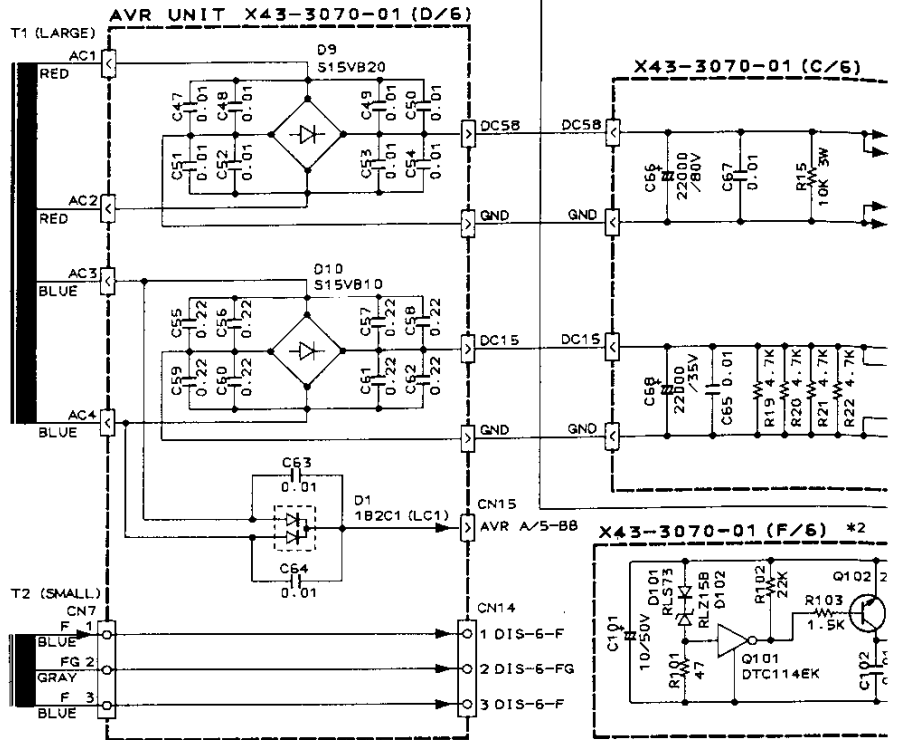 AVR UNIT X43-3070-01 (D/6)
T1 (LARGE)
AC1
RED
D9
S15VB20
C47
0.01
C48
0.01
C49
0.01
C50
0.01
C51
0.01
C52
0.01
C53
0.01
C54
0.01
DC58
AC2
RED
GND
AC3
BLUE
D10
S15VB10
C55
0.22
C56
0.22
C57
0.22
C58
0.22
C59
0.22
C60
0.22
C61
0.22
C62
0.22
DC15
AC4
BLUE
GND
C63
0.01
D1
1B2C1 (LC1)
CN15
AVR A/5-B8
C64
0.01
T2 (SMALL)
CN7
CN14
F 1
BLUE
1 DIS-6-F
FG 2
GRAY
2 DIS-6-FG
F 3
BLUE
3 DIS-6-F
X43-3070-01 (C/6)
DC58
C66
+
22000
/80V
C67
0.01
R15
10K 3W
GND
DC15
C68
+
22000
/35V
C65 0.01
R19 4.7K
R20 4.7K
R21 4.7K
R22 4.7K
GND
X43-3070-01 (F/6) *2
C101
+
10/50V
D101
RLS73
RLZ15B
D102
R101
47
R102
22K
Q101
DTC114EK
R103
1.5K
Q102 2
C102